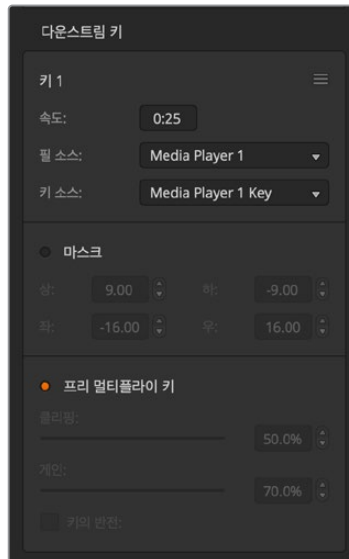 다운스트림 키
키 1
속도: 0:25
필 소스: Media Player 1
키 소스: Media Player 1 Key
마스크
상: 9.00 하: -9.00
좌: -16.00 우: 16.00
프리 멀티플라이 키
클리핑:
50.0%
게인:
70.0%
키의 반전: